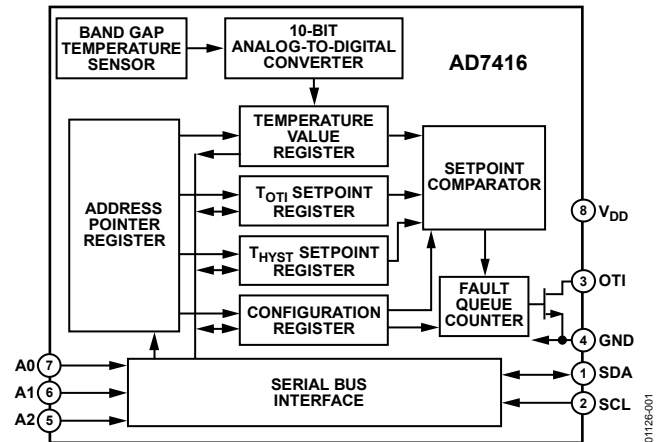 BAND GAP
TEMPERATURE
SENSOR
10-BIT
ANALOG-TO-DIGITAL
CONVERTER
AD7416
TEMPERATURE
VALUE
REGISTER
SETPOINT
COMPARATOR
ADDRESS
POINTER
REGISTER
TOTI SETPOINT
REGISTER
THYST SETPOINT
REGISTER
CONFIGURATION
REGISTER
FAULT
QUEUE
COUNTER
8 VDD
3 OTI
4 GND
A0 7
A1 6
A2 5
SERIAL BUS
INTERFACE
1 SDA
2 SCL
01126-001